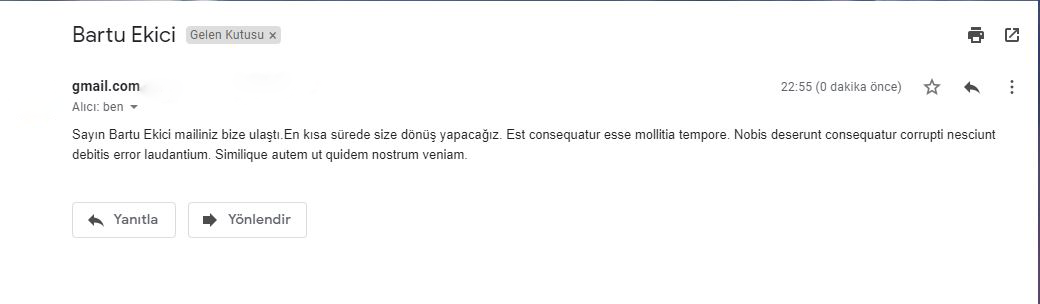 Bartu Ekici Gelen Kutusu ×
gmail.com 22:55 (0 dakika önce)
Alıcı: ben
Sayın Bartu Ekici mailiniz bize ulaştı.En kısa sürede size dönüş yapacağız. Est consequatur esse mollitia tempore. Nobis deserunt consequatur corrupti nesciunt
debitis error laudantium. Similique autem ut quidem nostrum veniam.
Yanıtla Yönlendir